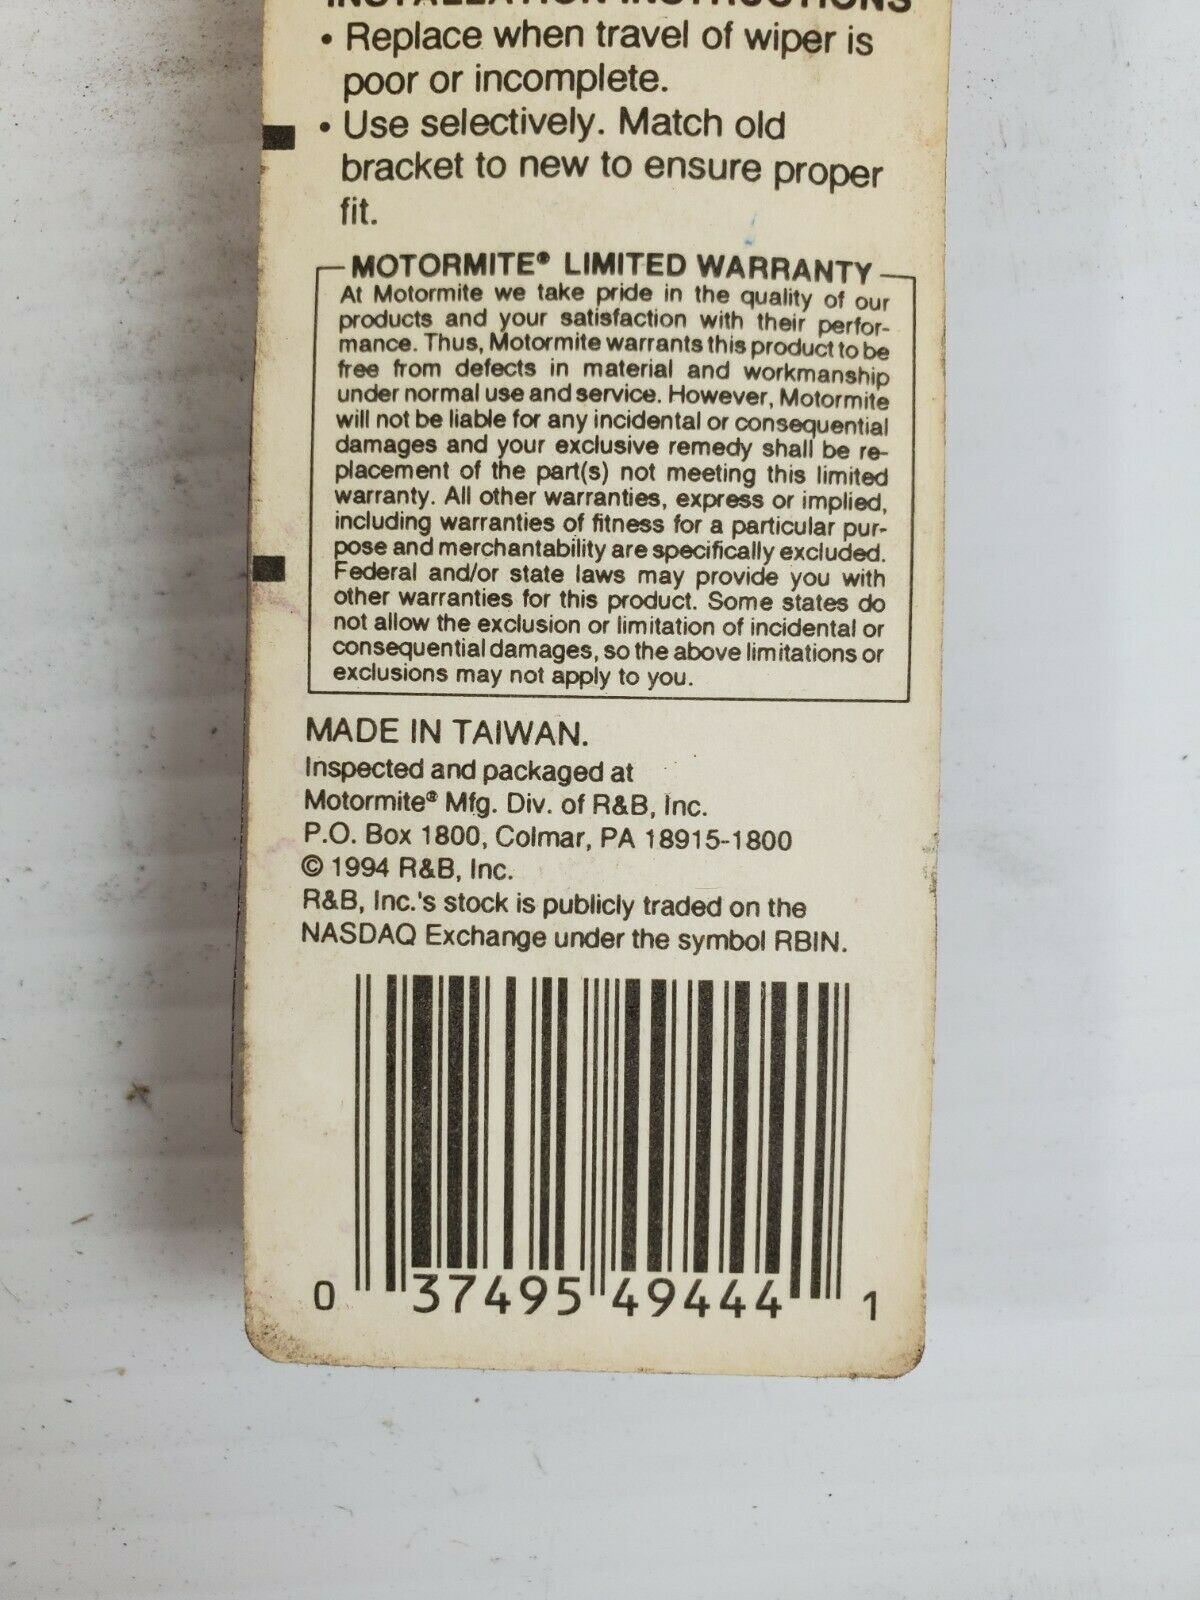 INSTALLATION INSTRUCTIONS
• Replace when travel of wiper is
poor or incomplete.
• Use selectively. Match old
bracket to new to ensure proper
fit.
MOTORMITE® LIMITED WARRANTY
At Motormite we take pride in the quality of our
products and your satisfaction with their perfor-
mance. Thus, Motormite warrants this product to be
free from defects in material and workmanship
under normal use and service. However, Motormite
will not be liable for any incidental or consequential
damages and your exclusive remedy shall be re-
placement of the part(s) not meeting this limited
warranty. All other warranties, express or implied,
including warranties of fitness for a particular pur-
pose and merchantability are specifically excluded.
Federal and/or state laws may provide you with
other warranties for this product. Some states do
not allow the exclusion or limitation of incidental or
consequential damages, so the above limitations or
exclusions may not apply to you.
MADE IN TAIWAN.
Inspected and packaged at
Motormite® Mfg. Div. of R&B, Inc.
P.O. Box 1800, Colmar, PA 18915-1800
© 1994 R&B, Inc.
R&B, Inc.'s stock is publicly traded on the
NASDAQ Exchange under the symbol RBIN.
0 37495 49444 1